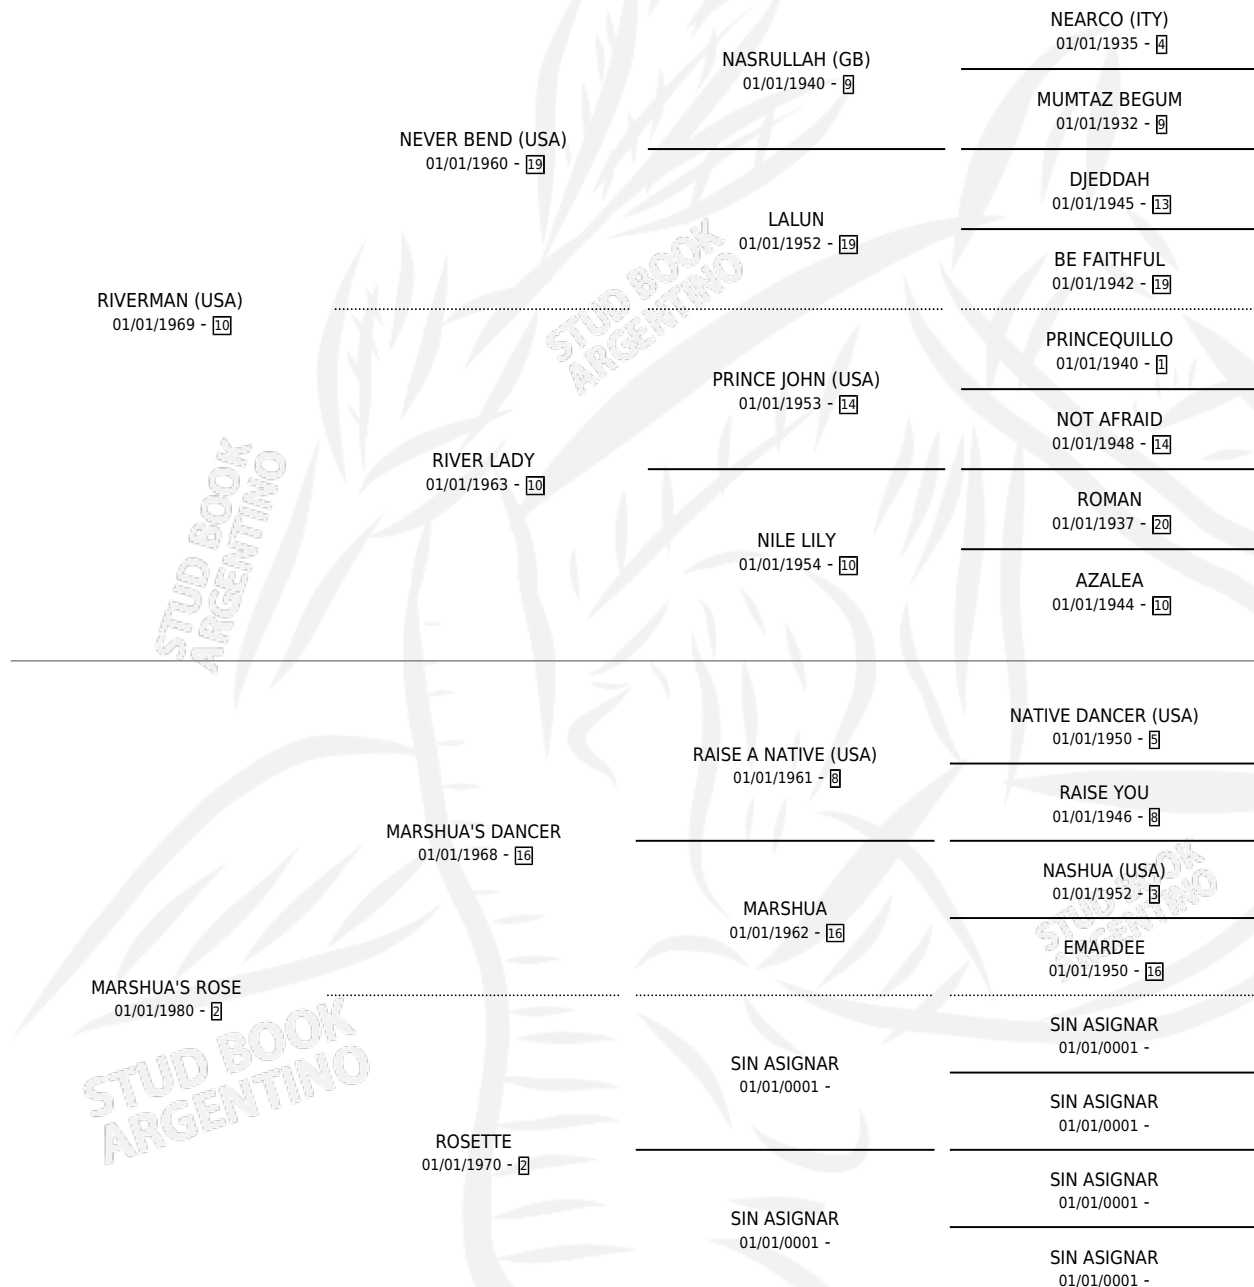 NEARCO (ITY)
01/01/1935 - 4
NASRULLAH (GB)
01/01/1940 - 9
MUMTAZ BEGUM
01/01/1932 - 9
NEVER BEND (USA)
01/01/1960 - 19
DJEDDAH
01/01/1945 - 13
LALUN
01/01/1952 - 19
BE FAITHFUL
01/01/1942 - 19
RIVERMAN (USA)
01/01/1969 - 10
PRINCEQUILLO
01/01/1940 - 1
PRINCE JOHN (USA)
01/01/1953 - 14
NOT AFRAID
01/01/1948 - 14
RIVER LADY
01/01/1963 - 10
ROMAN
01/01/1937 - 20
NILE LILY
01/01/1954 - 10
AZALEA
01/01/1944 - 10
NATIVE DANCER (USA)
01/01/1950 - 5
RAISE A NATIVE (USA)
01/01/1961 - 8
RAISE YOU
01/01/1946 - 8
MARSHUA'S DANCER
01/01/1968 - 16
NASHUA (USA)
01/01/1952 - 3
MARSHUA
01/01/1962 - 16
EMARDEE
01/01/1950 - 16
MARSHUA'S ROSE
01/01/1980 - 2
SIN ASIGNAR
01/01/0001 -
SIN ASIGNAR
01/01/0001 -
SIN ASIGNAR
01/01/0001 -
ROSETTE
01/01/1970 - 2
SIN ASIGNAR
01/01/0001 -
SIN ASIGNAR
01/01/0001 -
SIN ASIGNAR
01/01/0001 -
STUD BOOK
ARGENTINO
STUD BOOK
ARGENTINO
STUD BOOK
ARGENTINO
STUD BOOK
ARGENTINO